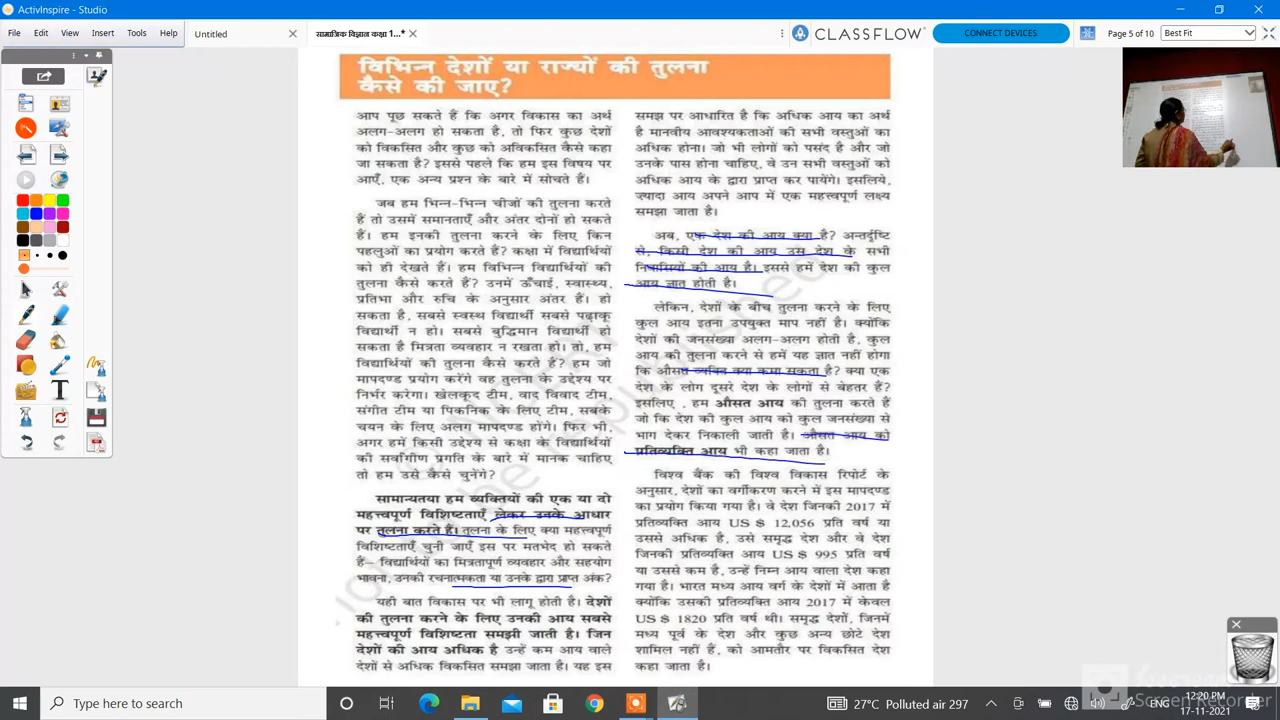 ActivInspire - Studio
File Edit View Insert Tools Help
Untitled
सामाजिक विज्ञान कक्षा 1...*
CLASSFLOW
CONNECT DEVICES
Page 5 of 10
Best Fit
विभिन्न देशों या राज्यों की तुलना
कैसे की जाए?
आप पूछ सकते हैं कि अगर विकास का अर्थ
अलग-अलग हो सकता है, तो फिर कुछ देशों
को विकसित और कुछ को अविकसित कैसे कहा
जा सकता है? इससे पहले कि हम इस विषय पर
आएँ, एक अन्य प्रश्न के बारे में सोचते हैं।
जब हम भिन्न-भिन्न चीजों की तुलना करते
हैं तो उसमें समानताएँ और अंतर दोनों हो सकते
हैं। हम इनकी तुलना करने के लिए किन
पहलुओं का प्रयोग करते हैं? कक्षा में विद्यार्थियों
को ही देखते हैं। हम विभिन्न विद्यार्थियों की
तुलना कैसे करते हैं? उनमें ऊँचाई, स्वास्थ्य,
प्रतिभा और रुचि के अनुसार अंतर हैं। हो
सकता है, सबसे स्वस्थ विद्यार्थी सबसे पढ़ाकू
विद्यार्थी न हो। सबसे बुद्धिमान विद्यार्थी हो
सकता है मित्रता व्यवहार न रखता हो। तो, हम
विद्यार्थियों की तुलना कैसे करते हैं? हम जो
मापदण्ड प्रयोग करेंगे वह तुलना के उद्देश्य पर
निर्भर करेगा। खेलकूद टीम, वाद विवाद टीम,
संगीत टीम या पिकनिक के लिए टीम, सबके
चयन के लिए अलग मापदण्ड होंगे। फिर भी,
अगर हमें किसी उद्देश्य से कक्षा के विद्यार्थियों
की सर्वांगीण प्रगति के बारे में मानक चाहिए
तो हम उसे कैसे चुनेंगे?
सामान्यतया हम व्यक्तियों की एक या दो
महत्त्वपूर्ण विशिष्टताएँ लेकर उनके आधार
पर तुलना करते हैं। तुलना के लिए क्या महत्त्वपूर्ण
विशिष्टताएँ चुनी जाएँ इस पर मतभेद हो सकते
हैं– विद्यार्थियों का मित्रतापूर्ण व्यवहार और सहयोग
भावना, उनकी रचनात्मकता या उनके द्वारा प्राप्त अंक?
यही बात विकास पर भी लागू होती है। देशों
की तुलना करने के लिए उनकी आय सबसे
महत्त्वपूर्ण विशिष्टता समझी जाती है। जिन
देशों की आय अधिक है उन्हें कम आय वाले
देशों से अधिक विकसित समझा जाता है। यह इस
समझ पर आधारित है कि अधिक आय का अर्थ
है मानवीय आवश्यकताओं की सभी वस्तुओं का
अधिक होना। जो भी लोगों को पसंद है और जो
उनके पास होना चाहिए, वे उन सभी वस्तुओं को
अधिक आय के द्वारा प्राप्त कर पायेंगे। इसलिये,
ज़्यादा आय अपने आप में एक महत्त्वपूर्ण लक्ष्य
समझा जाता है।
अब, एक देश की आय क्या है? अन्तर्दृष्टि
से, किसी देश की आय उस देश के सभी
निवासियों की आय है। इससे हमें देश की कुल
आय ज्ञात होती है।
लेकिन, देशों के बीच तुलना करने के लिए
कुल आय इतना उपयुक्त माप नहीं है। क्योंकि
देशों की जनसंख्या अलग-अलग होती है, कुल
आय की तुलना करने से हमें यह ज्ञात नहीं होगा
कि औसत व्यक्ति क्या कमा सकता है? क्या एक
देश के लोग दूसरे देश के लोगों से बेहतर हैं?
इसलिए, हम औसत आय की तुलना करते हैं
जो कि देश की कुल आय को कुल जनसंख्या से
भाग देकर निकाली जाती है। औसत आय को
प्रतिव्यक्ति आय भी कहा जाता है।
विश्व बैंक की विश्व विकास रिपोर्ट के
अनुसार, देशों का वर्गीकरण करने में इस मापदण्ड
का प्रयोग किया गया है। वे देश जिनकी 2017 में
प्रतिव्यक्ति आय US $ 12,056 प्रति वर्ष या
उससे अधिक है, उसे समृद्ध देश और वे देश
जिनकी प्रतिव्यक्ति आय US $ 995 प्रति वर्ष
या उससे कम है, उन्हें निम्न आय वाला देश कहा
गया है। भारत मध्य आय वर्ग के देशों में आता है
क्योंकि उसकी प्रतिव्यक्ति आय 2017 में केवल
US $ 1820 प्रति वर्ष थी। समृद्ध देशों, जिनमें
मध्य पूर्व के देश और कुछ अन्य छोटे देश
शामिल नहीं हैं, को आमतौर पर विकसित देश
कहा जाता है।
Screen Recorder
Type here to search
27°C Polluted air 297
ENG
12:20 PM
17-11-2021